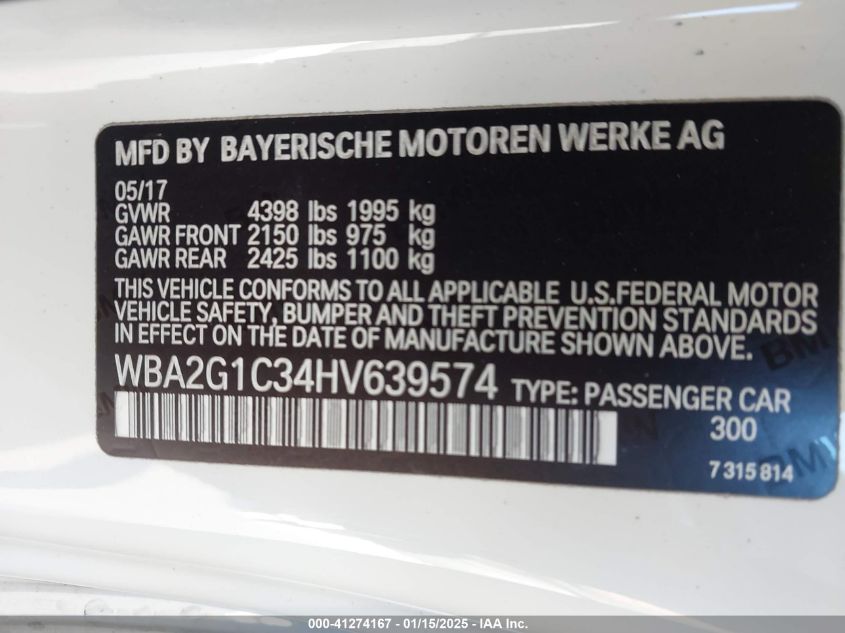 MFD BY BAYERISCHE MOTOREN WERKE AG
05/17
GVWR 4398 lbs 1995 kg
GAWR FRONT 2150 lbs 975 kg
GAWR REAR 2425 lbs 1100 kg
THIS VEHICLE CONFORMS TO ALL APPLICABLE U.S.FEDERAL MOTOR
VEHICLE SAFETY, BUMPER AND THEFT PREVENTION STANDARDS
IN EFFECT ON THE DATE OF MANUFACTURE SHOWN ABOVE.
WBA2G1C34HV639574 TYPE: PASSENGER CAR
300
7 315 814
000-41274167 - 01/15/2025 - IAA Inc.